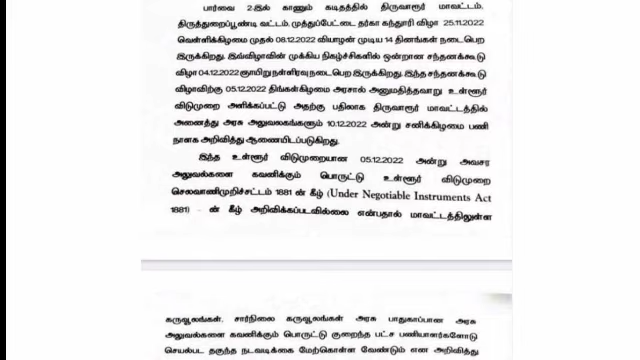 பார்வை 2-இல் காணும் கடிதத்தில் திருவாரூர் மாவட்டம்,
திருத்துறைப்பூண்டி வட்டம், முத்துப்பேட்டை தர்கா கந்தூரி விழா 25.11.2022
வெள்ளிக்கிழமை முதல் 08.12.2022 வியாழன் முடிய 14 தினங்கள் நடைபெற
இருக்கிறது. இவ்விழாவின் முக்கிய நிகழ்ச்சிகளில் ஒன்றான சந்தனக்கூடு
விழா 04.12.2022 ஞாயிறு நள்ளிரவு நடைபெற இருக்கிறது. இந்த சந்தனக்கூடு
விழாவிற்கு 05.12.2022 திங்கள்கிழமை அரசால் அனுமதித்தவாறு உள்ளூர்
விடுமுறை அளிக்கப்பட்டு அதற்கு பதிலாக திருவாரூர் மாவட்டத்தில்
அனைத்து அரசு அலுவலகங்களும் 10.12.2022 அன்று சனிக்கிழமை பணி
நாளாக அறிவித்து ஆணையிடப்படுகிறது.
இந்த உள்ளூர் விடுமுறையான 05.12.2022 அன்று அவசர
அலுவல்களை கவனிக்கும் பொருட்டு உள்ளூர் விடுமுறை
செலவாணிமுறிச்சட்டம் 1881 ன் கீழ் (Under Negotiable Instruments Act
1881) - ன் கீழ் அறிவிக்கப்படவில்லை என்பதால் மாவட்டத்திலுள்ள
கருவூலங்கள், சார்நிலை கருவூலங்கள் அரசு பாதுகாப்பான அரசு
அலுவல்களை கவனிக்கும் பொருட்டு குறைந்த பட்ச பணியாளர்களோடு
செயல்பட தகுந்த நடவடிக்கை மேற்கொள்ள வேண்டும் என அறிவித்து